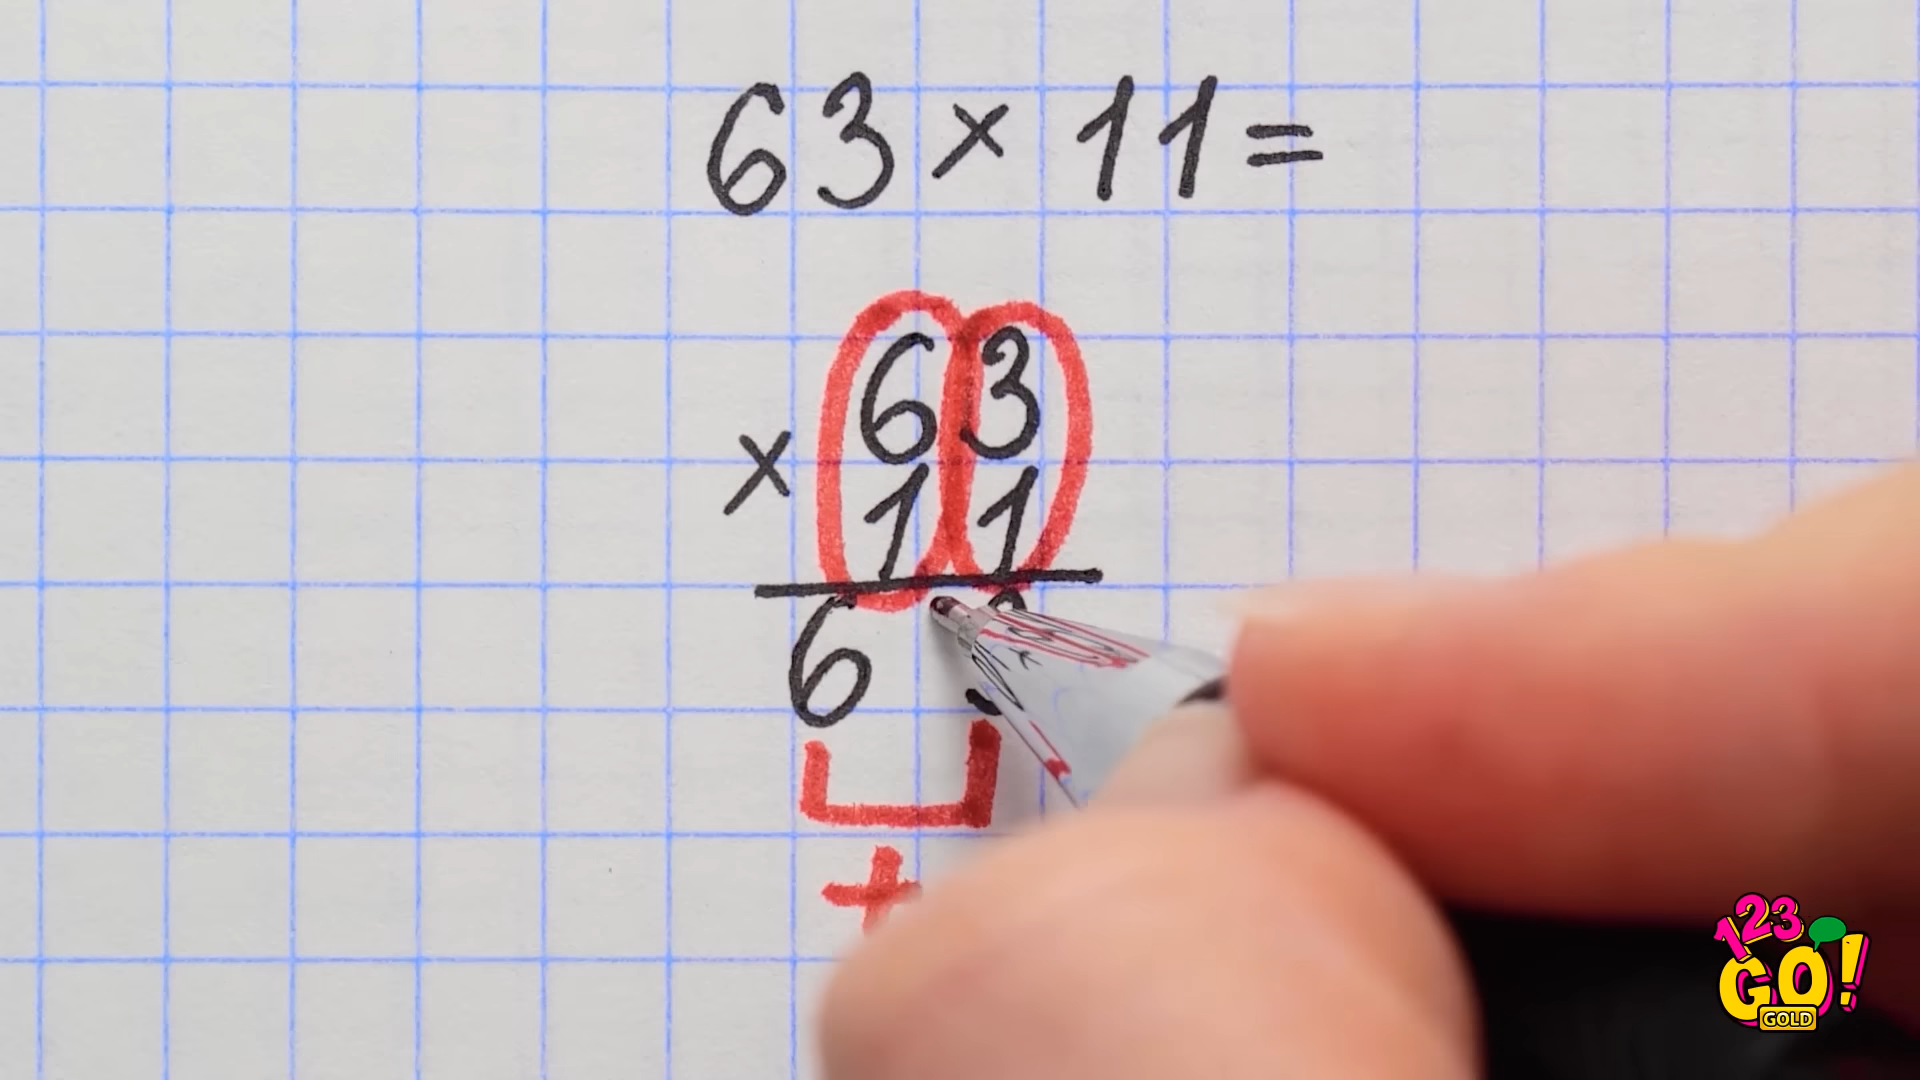 63 × 11 =
63
× 11
6
+
123
GO!
GOLD